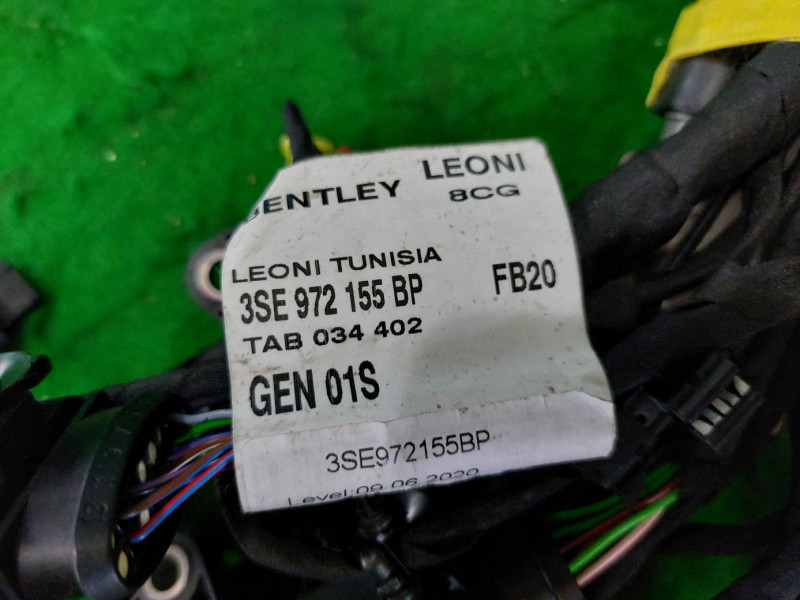 BENTLEY LEONI
8CG
LEONI TUNISIA
3SE 972 155 BP FB20
TAB 034 402
GEN 01S
3SE972155BP
Level:09.06.2020